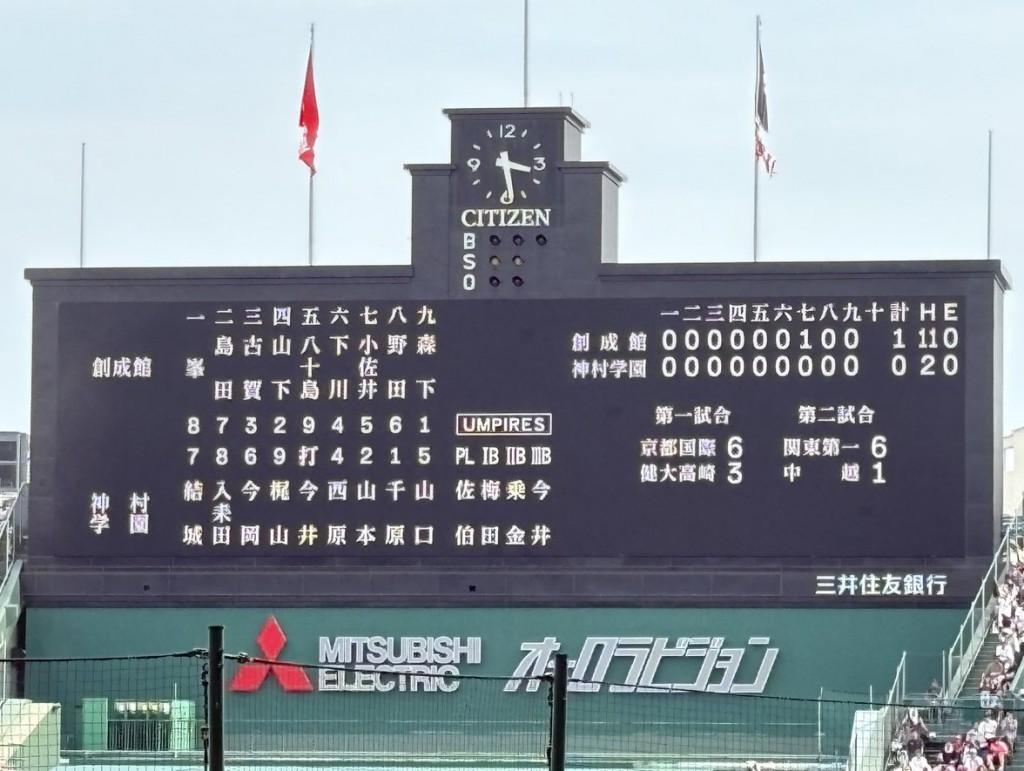 12
9 3
6
CITIZEN
B
S
O
一 二 三 四 五 六 七 八 九
創成館 峯 島田 古賀 山下 八十島 下川 小佐井 野田 森下
8 7 3 2 9 4 5 6 1
7 8 6 9 打 4 2 1 5
神村学園 結城 入来田 今岡 梶山 今井 西原 山本 千原 山口
UMPIRES
PL IB IIB IIIB
佐伯 梅田 乗金 今井
一 二 三 四 五 六 七 八 九 十 計 H E
創成館 0 0 0 0 0 0 1 0 0 1 11 0
神村学園 0 0 0 0 0 0 0 0 0 0 2 0
第一試合 第二試合
京都国際 6 関東第一 6
健大高崎 3 中越 1
三井住友銀行
MITSUBISHI ELECTRIC オーロラビジョン